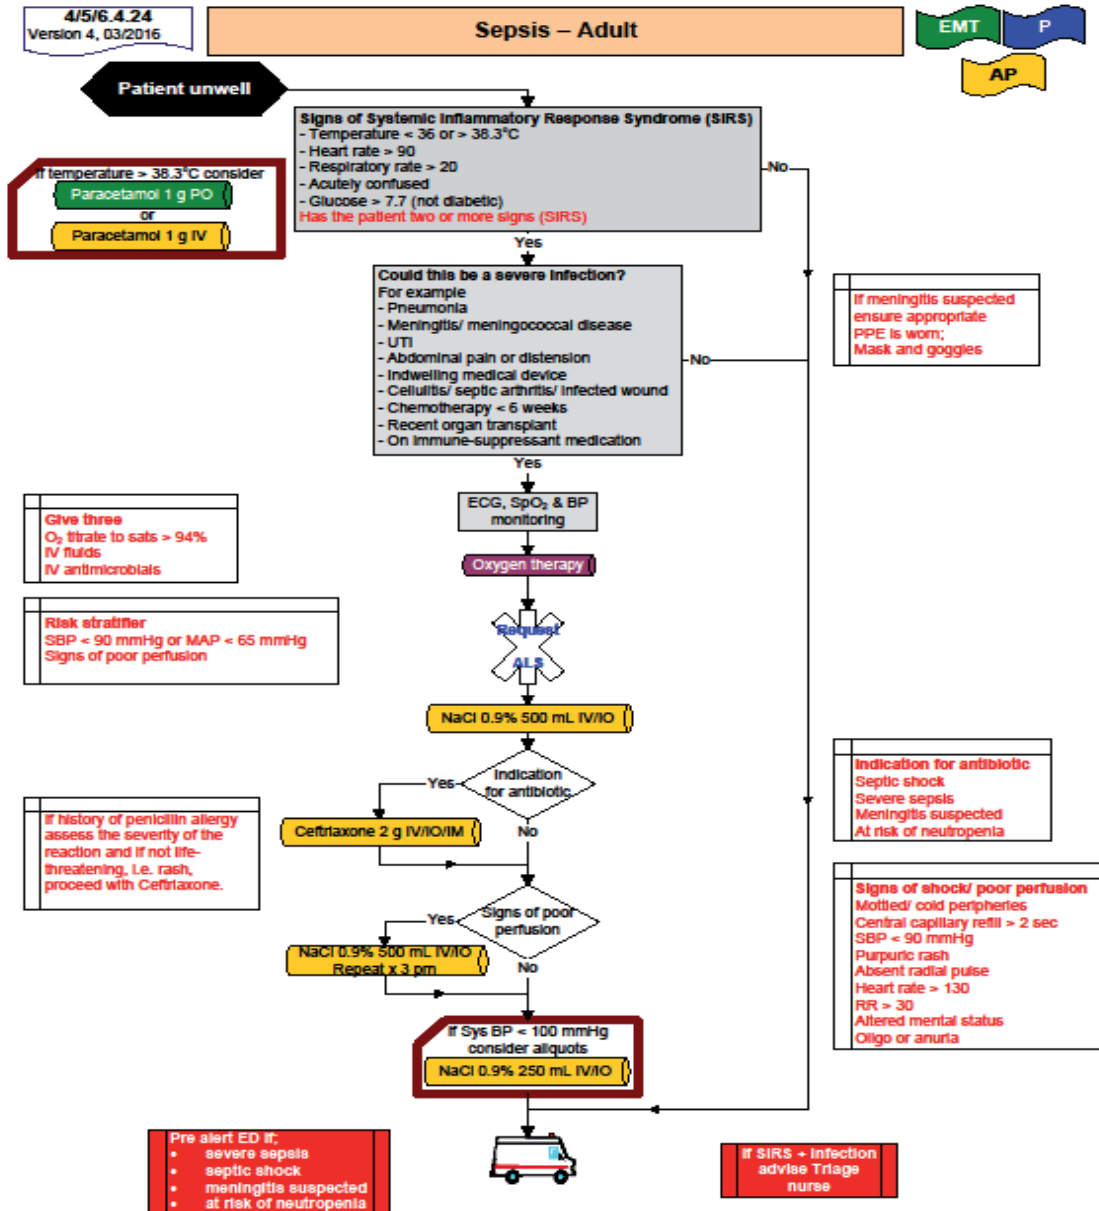 4/5/6.4.24
Version 4, 03/2016
Sepsis – Adult
EMT
P
AP
Patient unwell
Signs of Systemic Inflammatory Response Syndrome (SIRS)
- Temperature < 36 or > 38.3°C
- Heart rate > 90
- Respiratory rate > 20
- Acutely confused
- Glucose > 7.7 (not diabetic)
Has the patient two or more signs (SIRS)
No
If temperature > 38.3°C consider
Paracetamol 1 g PO
or
Paracetamol 1 g IV
Yes
Could this be a severe infection?
For example
- Pneumonia
- Meningitis/ meningococcal disease
- UTI
- Abdominal pain or distension
- Indwelling medical device
- Cellulitis/ septic arthritis/ infected wound
- Chemotherapy < 6 weeks
- Recent organ transplant
- On immune-suppressant medication
No
If meningitis suspected
ensure appropriate
PPE is worn;
Mask and goggles
Yes
ECG, SpO₂ & BP
monitoring
Give three
O₂ titrate to sats > 94%
IV fluids
IV antimicrobials
Oxygen therapy
Risk stratifier
SBP < 90 mmHg or MAP < 65 mmHg
Signs of poor perfusion
Request
ALS
NaCl 0.9% 500 mL IV/IO
Indication
for antibiotic
Yes
Ceftriaxone 2 g IV/IO/IM
No
Indication for antibiotic
Septic shock
Severe sepsis
Meningitis suspected
At risk of neutropenia
If history of penicillin allergy
assess the severity of the
reaction and if not life-
threatening, i.e. rash,
proceed with Ceftriaxone.
Signs of poor
perfusion
Yes
NaCl 0.9% 500 mL IV/IO
Repeat x 3 prn
No
Signs of shock/ poor perfusion
Mottled/ cold peripheries
Central capillary refill > 2 sec
SBP < 90 mmHg
Purpuric rash
Absent radial pulse
Heart rate > 130
RR > 30
Altered mental status
Oligo or anuria
If Sys BP < 100 mmHg
consider aliquots
NaCl 0.9% 250 mL IV/IO
Pre alert ED if;
• severe sepsis
• septic shock
• meningitis suspected
• at risk of neutropenia
If SIRS + infection
advise Triage
nurse